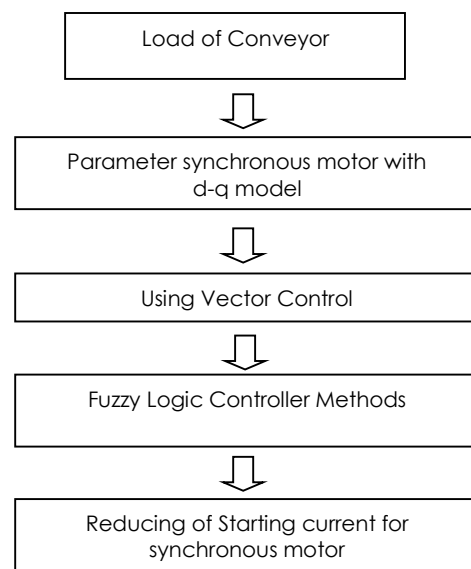 Load of Conveyor
Parameter synchronous motor with
d-q model
Using Vector Control
Fuzzy Logic Controller Methods
Reducing of Starting current for
synchronous motor